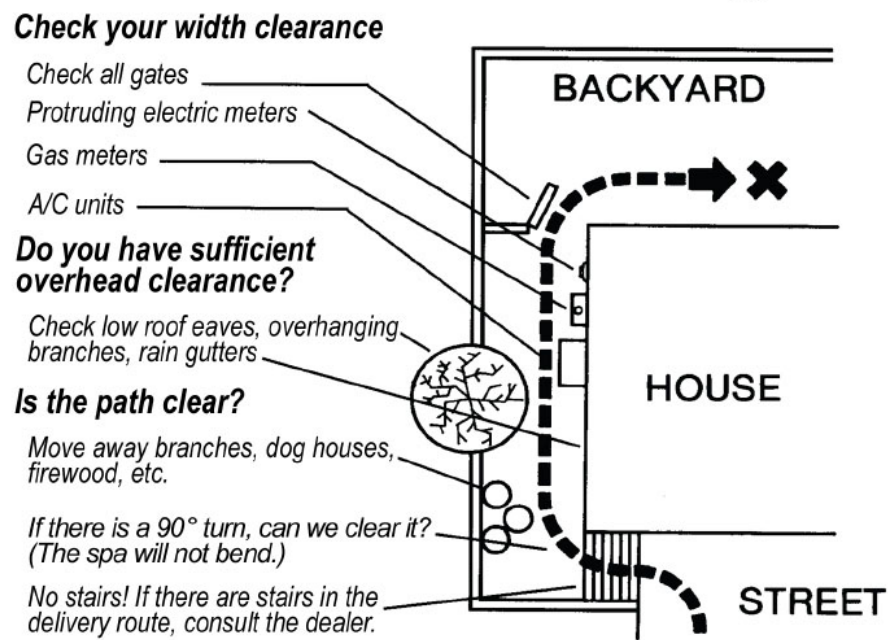 Check your width clearance
Check all gates
Protruding electric meters
Gas meters
A/C units
Do you have sufficient
overhead clearance?
Check low roof eaves, overhanging
branches, rain gutters
Is the path clear?
Move away branches, dog houses,
firewood, etc.
If there is a 90° turn, can we clear it?
(The spa will not bend.)
No stairs! If there are stairs in the
delivery route, consult the dealer.
BACKYARD
HOUSE
STREET